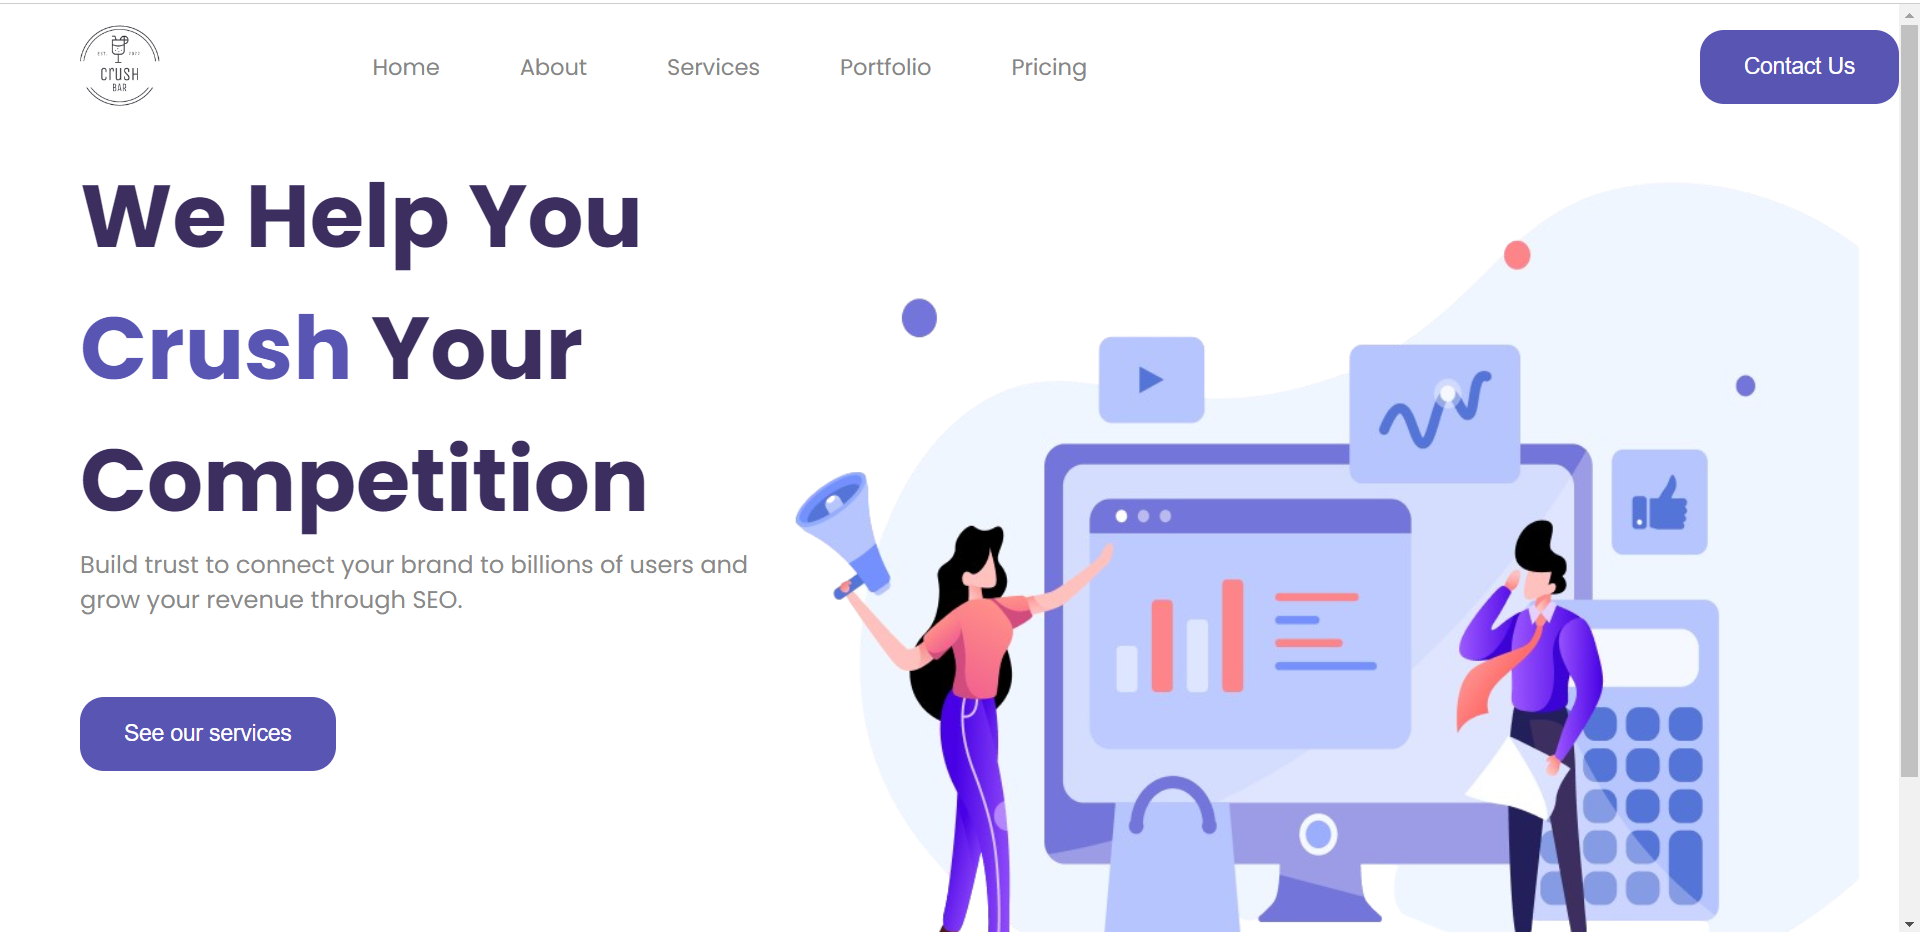 EST. 2022
CRUSH
BAR
Home
About
Services
Portfolio
Pricing
Contact Us
We Help You
Crush Your
Competition
Build trust to connect your brand to billions of users and
grow your revenue through SEO.
See our services